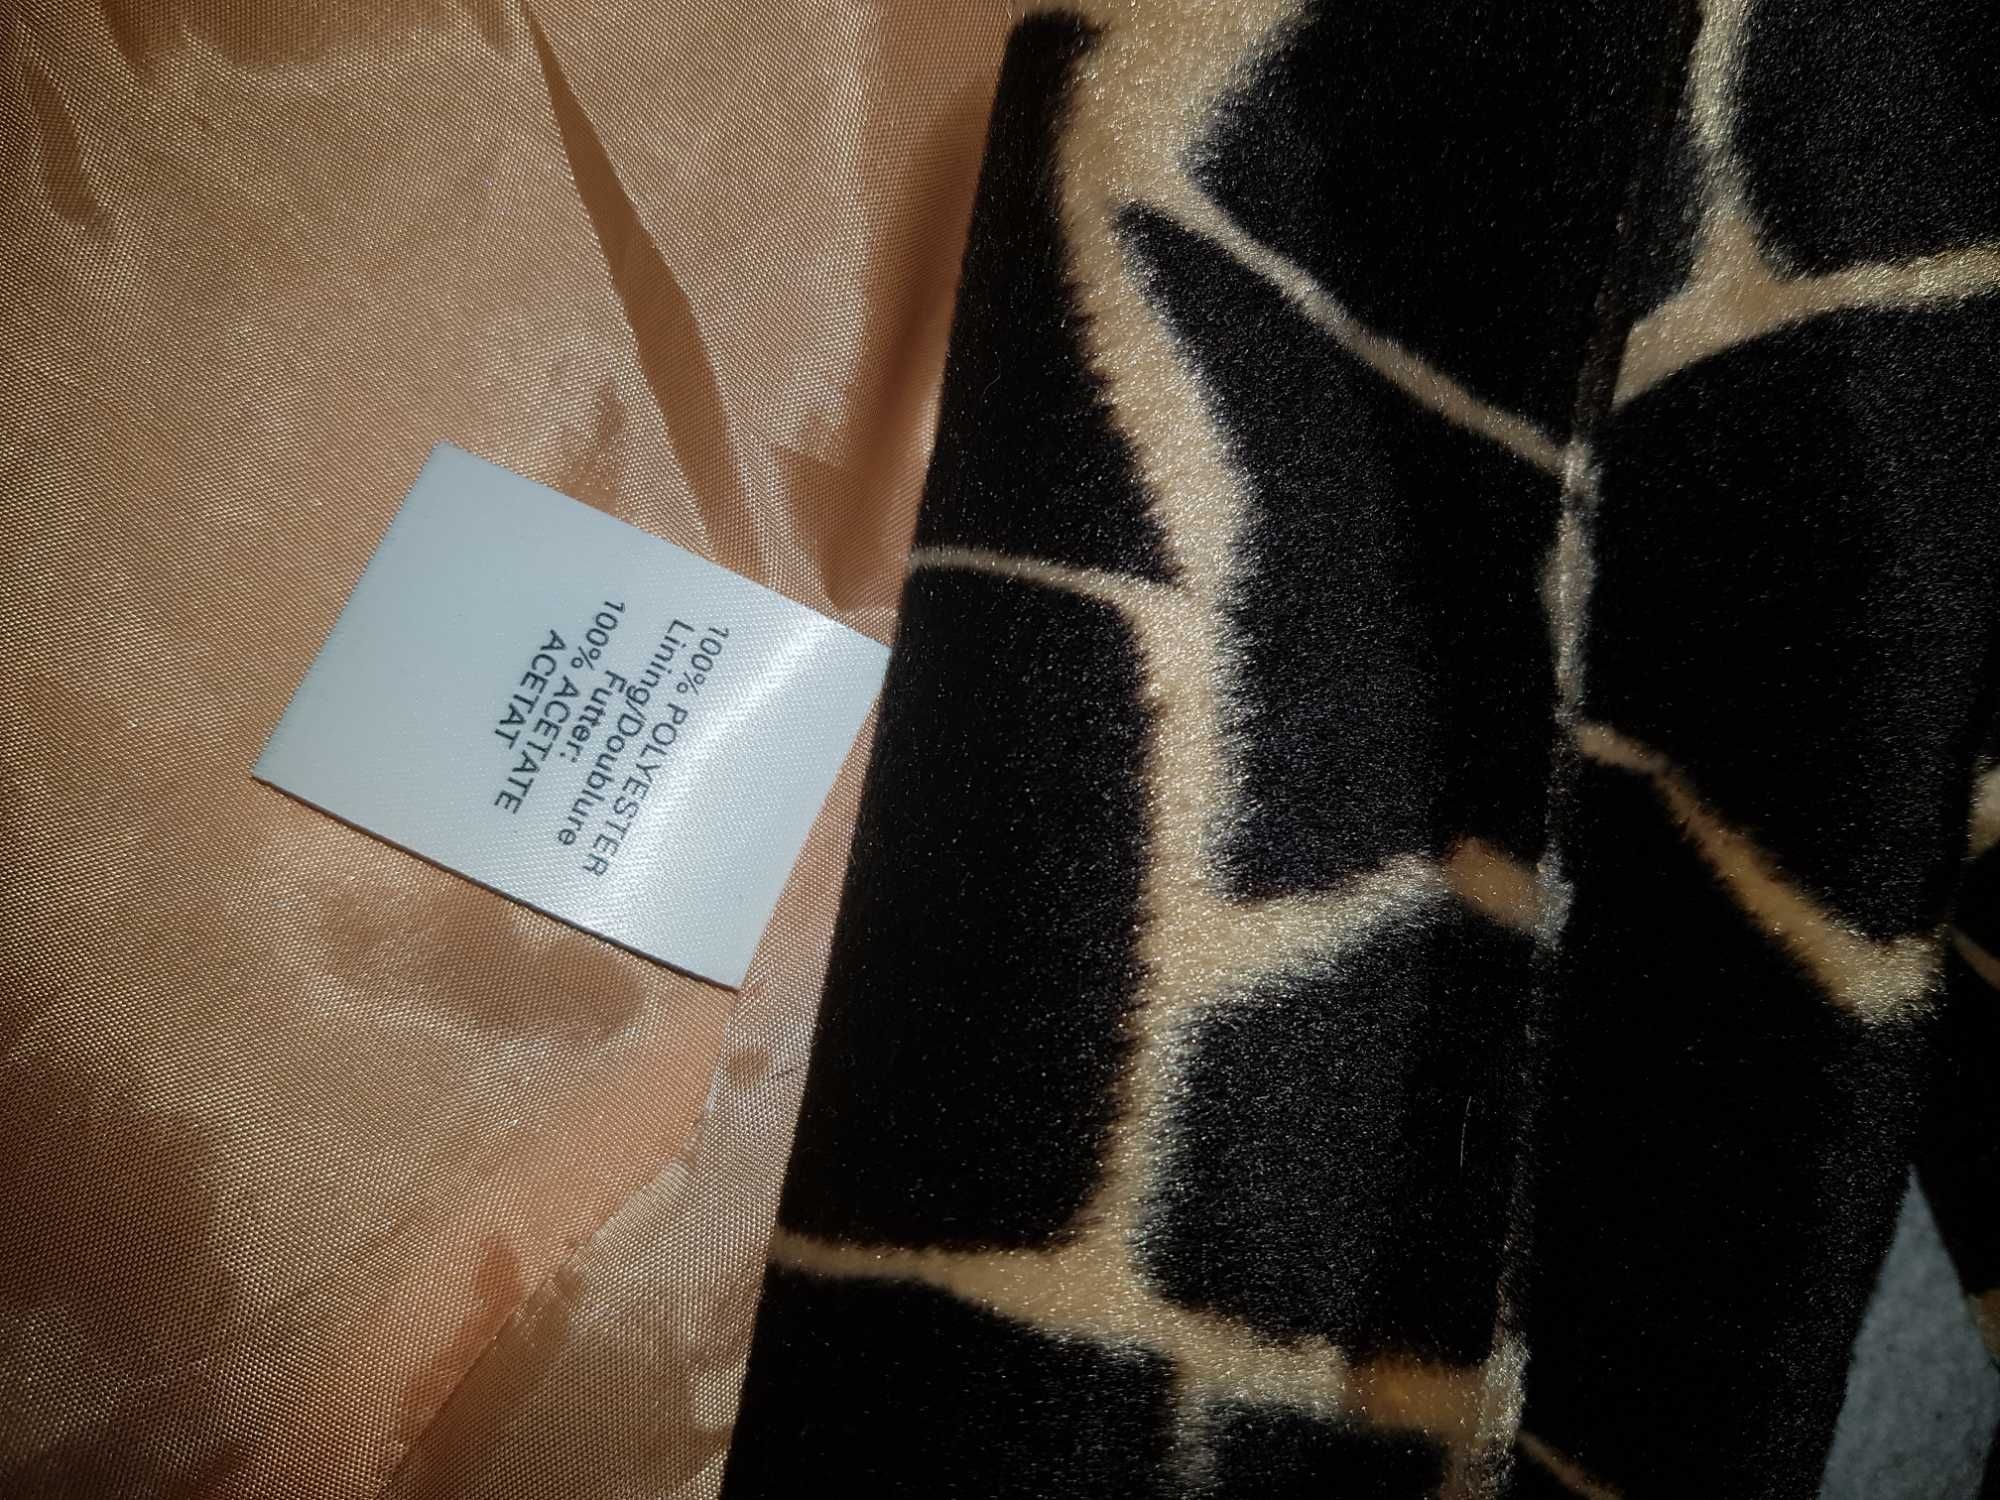 100% POLYESTER
Lining/Doublure
Futter:
100% ACETATE
ACETAT